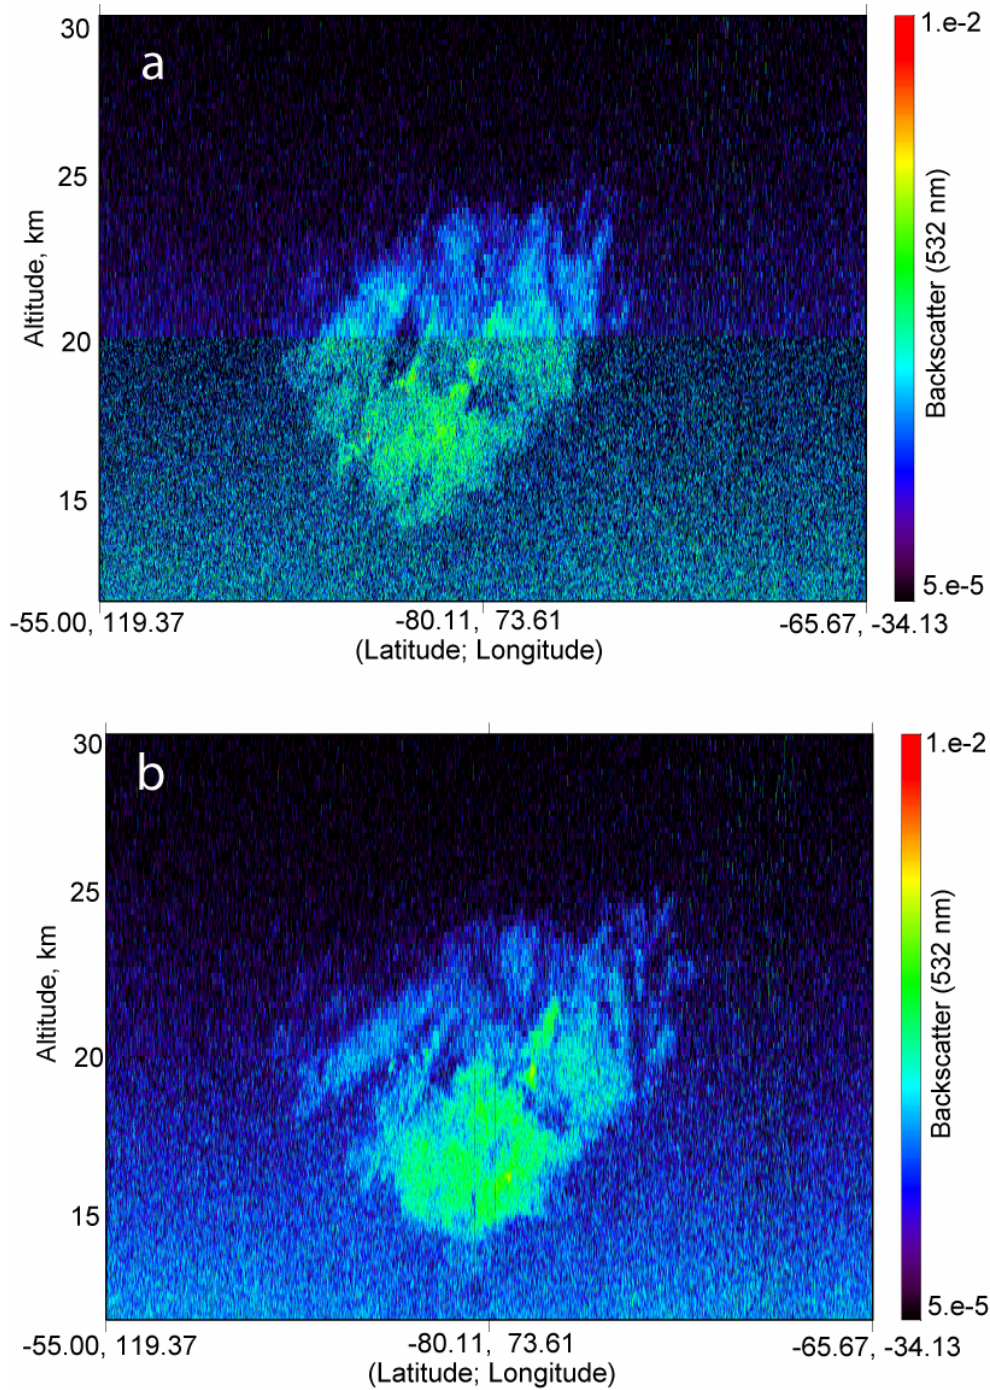 a
30
25
20
15
Altitude, km
1.e-2
Backscatter (532 nm)
5.e-5
-55.00, 119.37
-80.11, 73.61
-65.67, -34.13
(Latitude; Longitude)
b
30
25
20
15
Altitude, km
1.e-2
Backscatter (532 nm)
5.e-5
-55.00, 119.37
-80.11, 73.61
-65.67, -34.13
(Latitude; Longitude)